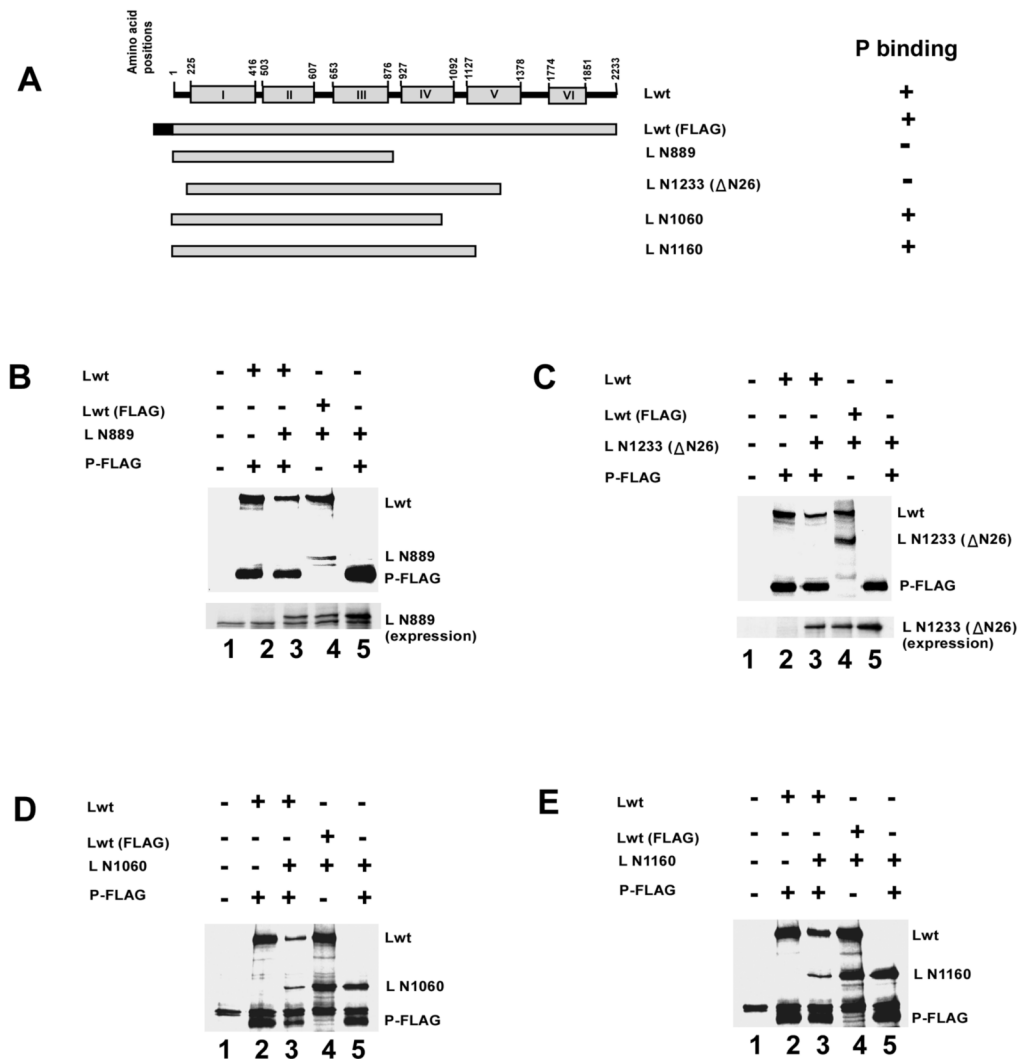 A
Amino acid
positions
1 225 416 503 607 653 876 927 1092 1127 1378 1774 1851 2233
P binding
I II III IV V VI
Lwt +
Lwt (FLAG) +
L N889 -
L N1233 (△N26) -
L N1060 +
L N1160 +
B
Lwt - + + - -
Lwt (FLAG) - - - + -
L N889 - - + + +
P-FLAG - + + - +
Lwt
L N889
P-FLAG
L N889
(expression)
1 2 3 4 5
C
Lwt - + + - -
Lwt (FLAG) - - - + -
L N1233 (△N26) - - + + +
P-FLAG - + + - +
Lwt
L N1233 (△N26)
P-FLAG
L N1233 (△N26)
(expression)
1 2 3 4 5
D
Lwt - + + - -
Lwt (FLAG) - - - + -
L N1060 - - + + +
P-FLAG - + + - +
Lwt
L N1060
P-FLAG
1 2 3 4 5
E
Lwt - + + - -
Lwt (FLAG) - - - + -
L N1160 - - + + +
P-FLAG - + + - +
Lwt
L N1160
P-FLAG
1 2 3 4 5